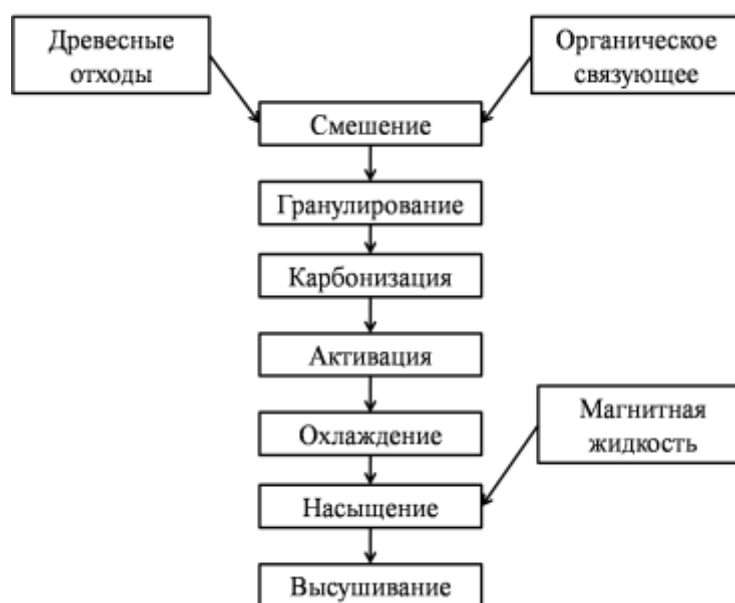 Древесные
отходы
Органическое
связующее
Смешение
Гранулирование
Карбонизация
Активация
Охлаждение
Магнитная
жидкость
Насыщение
Высушивание